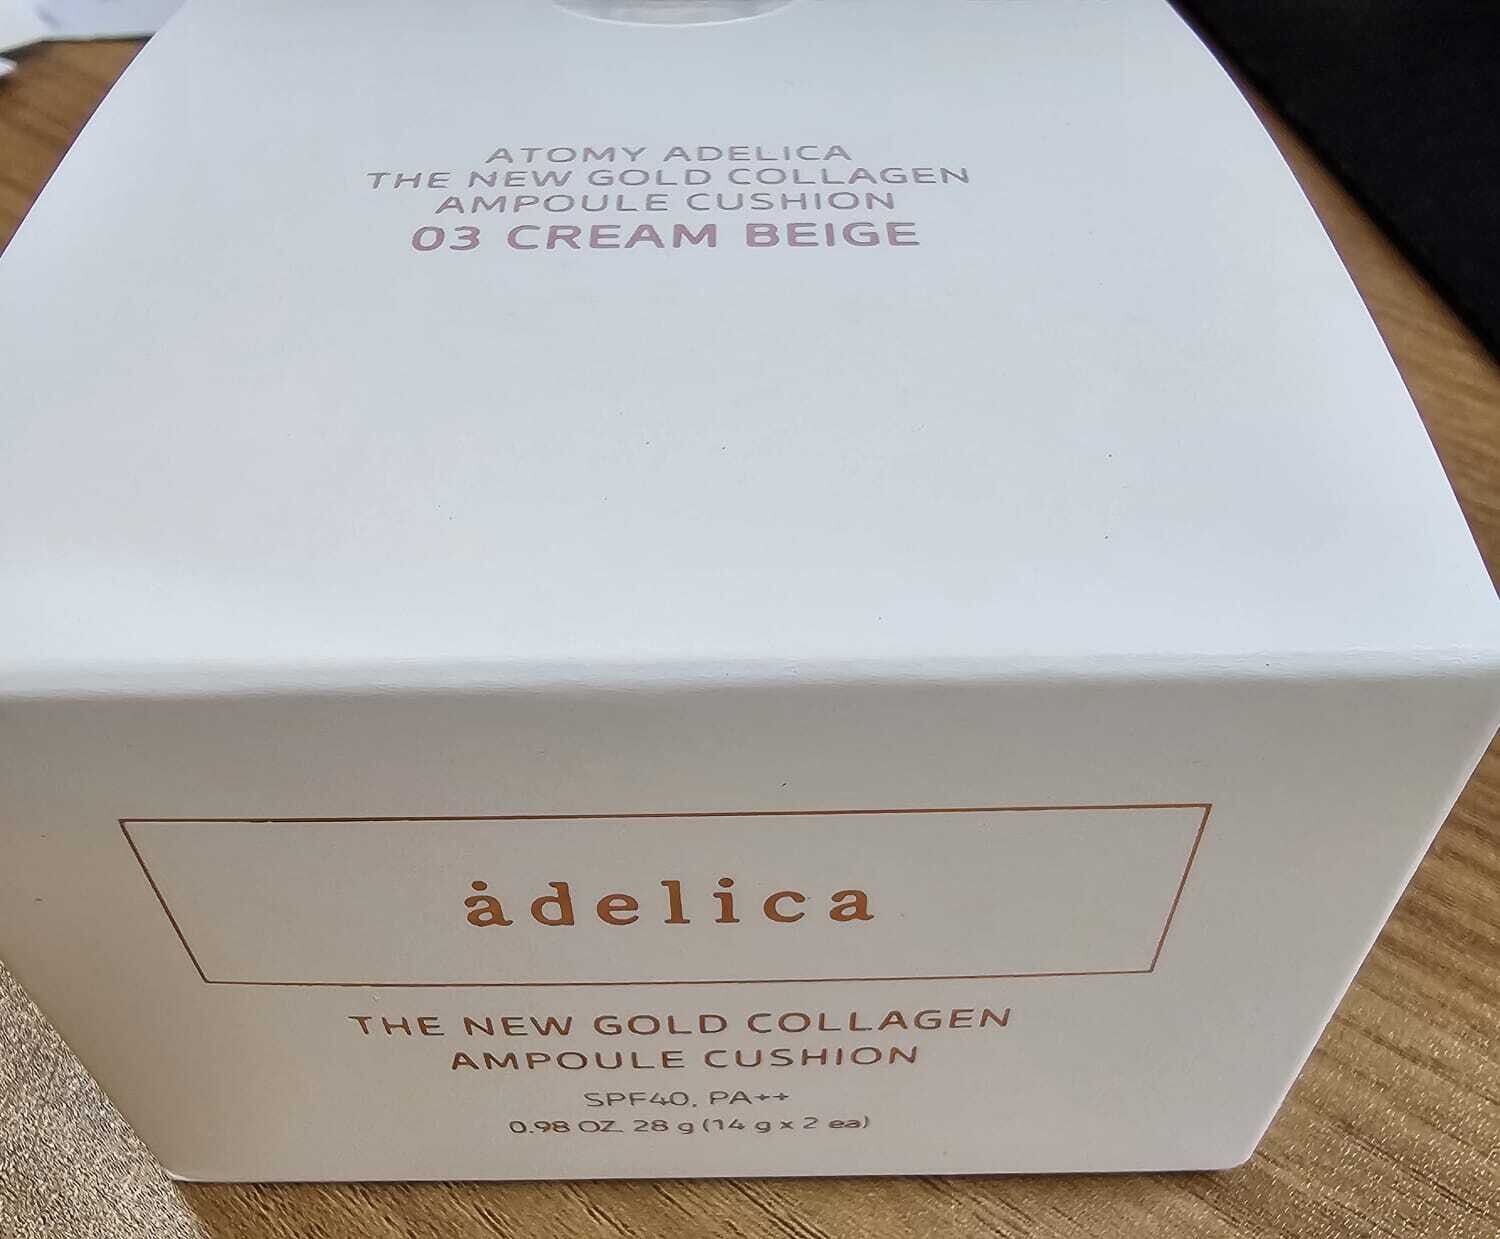 ATOMY ADELICA
THE NEW GOLD COLLAGEN
AMPOULE CUSHION
03 CREAM BEIGE
ȧdelica
THE NEW GOLD COLLAGEN
AMPOULE CUSHION
SPF40, PA++
0.98 OZ. 28 g (14 g x 2 ea)